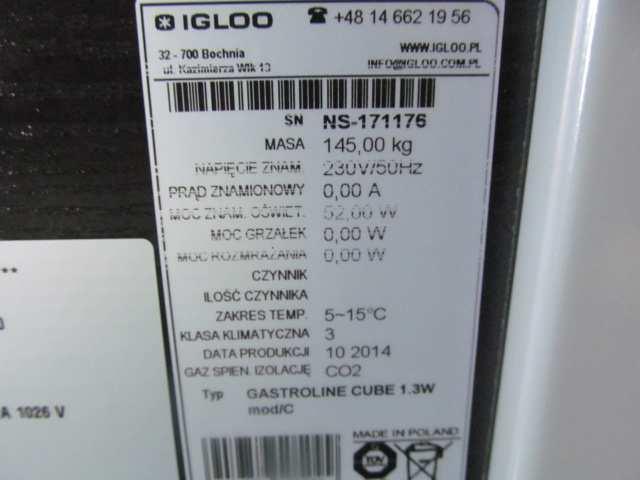 IGLOO
+48 14 662 19 56
32 - 700 Bochnia
WWW.IGLOO.PL
ul. Kazimierza Wlk 13
INFO@IGLOO.COM.PL
SN NS-171176
MASA 145,00 kg
NAPIĘCIE ZNAM. 230V/50Hz
PRĄD ZNAMIONOWY 0,00 A
MOC ZNAM. OŚWIET. 52,00 W
MOC GRZAŁEK 0,00 W
MOC ROZMRAŻANIA 0,00 W
CZYNNIK
ILOŚĆ CZYNNIKA
ZAKRES TEMP. 5~15°C
KLASA KLIMATYCZNA 3
DATA PRODUKCJI 10 2014
GAZ SPIEN. IZOLACJĘ CO2
Typ GASTROLINE CUBE 1.3W
mod/C
MADE IN POLAND
TÜV
**
0
A 1026 V